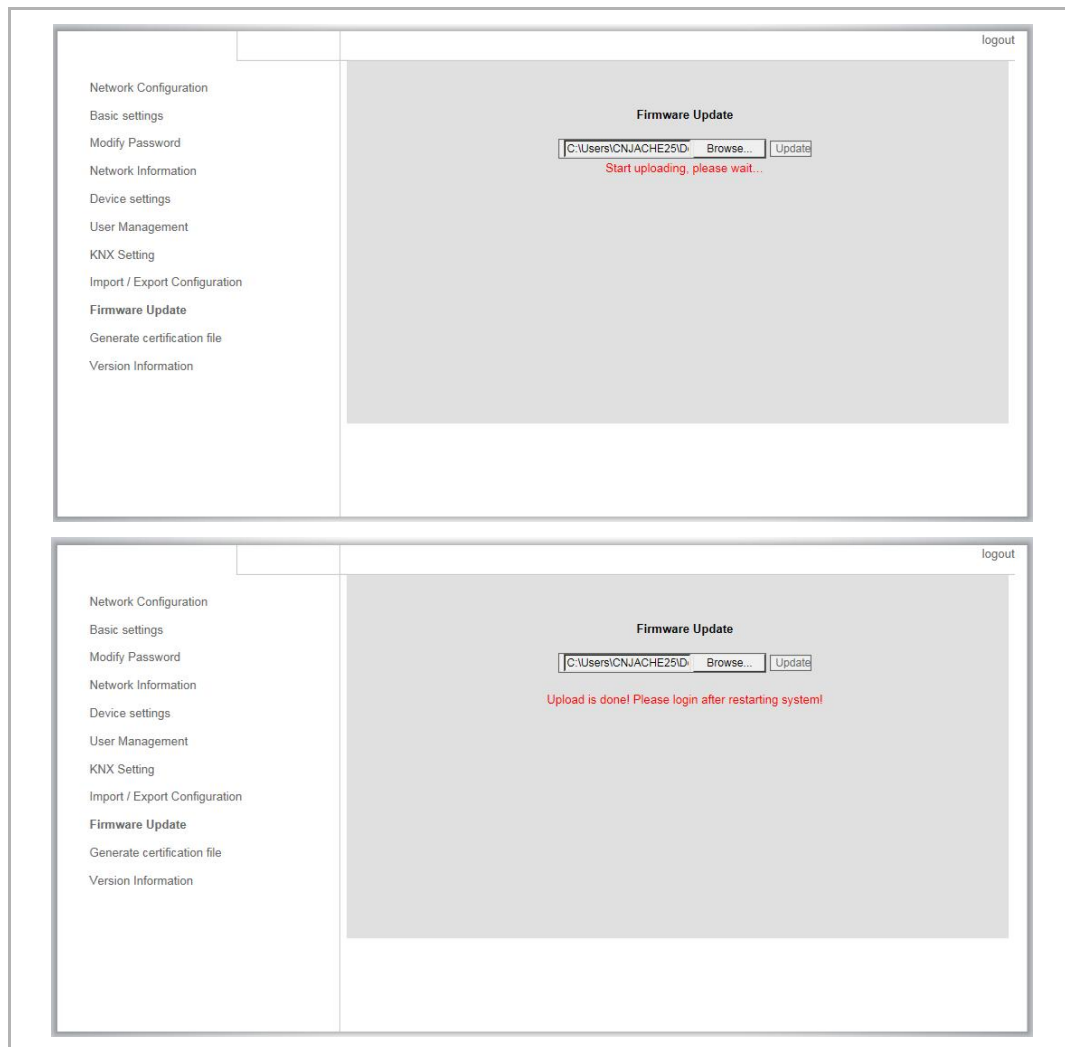 logout
Network Configuration
Basic settings
Firmware Update
Modify Password
C:\Users\CNJACHE25\D Browse... Update
Network Information
Start uploading, please wait...
Device settings
User Management
KNX Setting
Import / Export Configuration
Firmware Update
Generate certification file
Version Information
logout
Network Configuration
Basic settings
Firmware Update
Modify Password
C:\Users\CNJACHE25\D Browse... Update
Network Information
Upload is done! Please login after restarting system!
Device settings
User Management
KNX Setting
Import / Export Configuration
Firmware Update
Generate certification file
Version Information